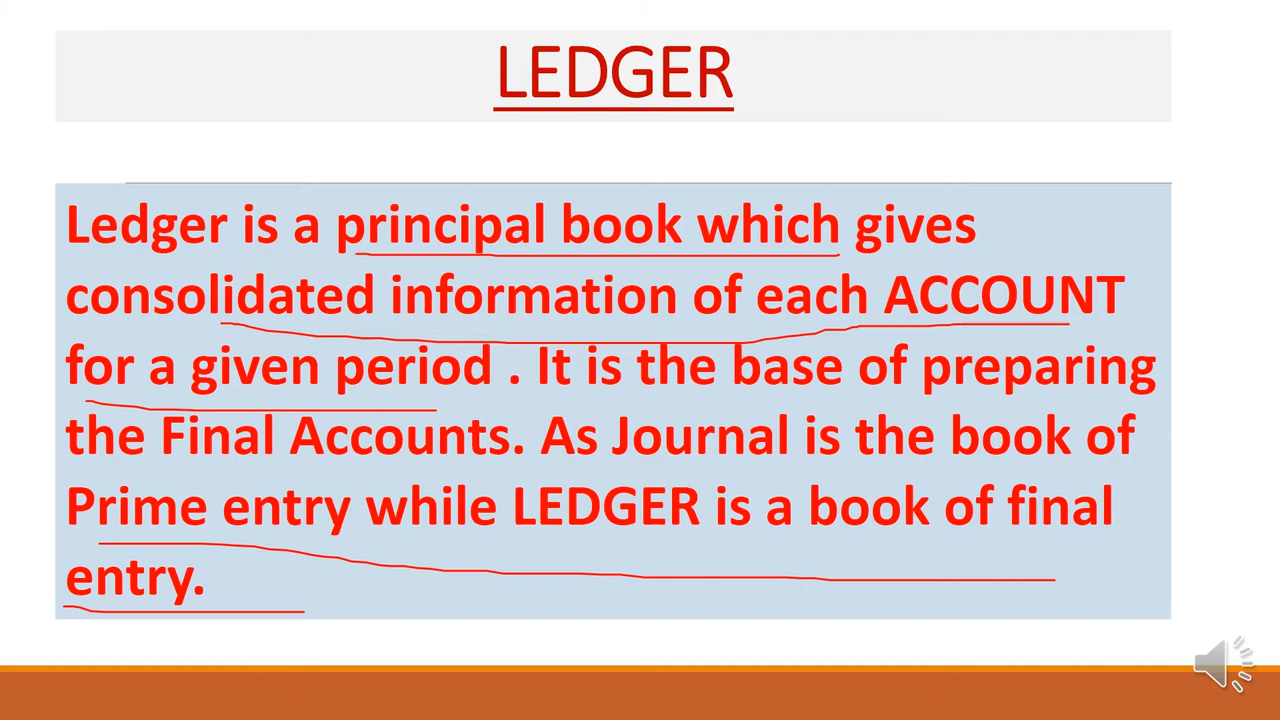 LEDGER
Ledger is a principal book which gives
consolidated information of each ACCOUNT
for a given period . It is the base of preparing
the Final Accounts. As Journal is the book of
Prime entry while LEDGER is a book of final
entry.